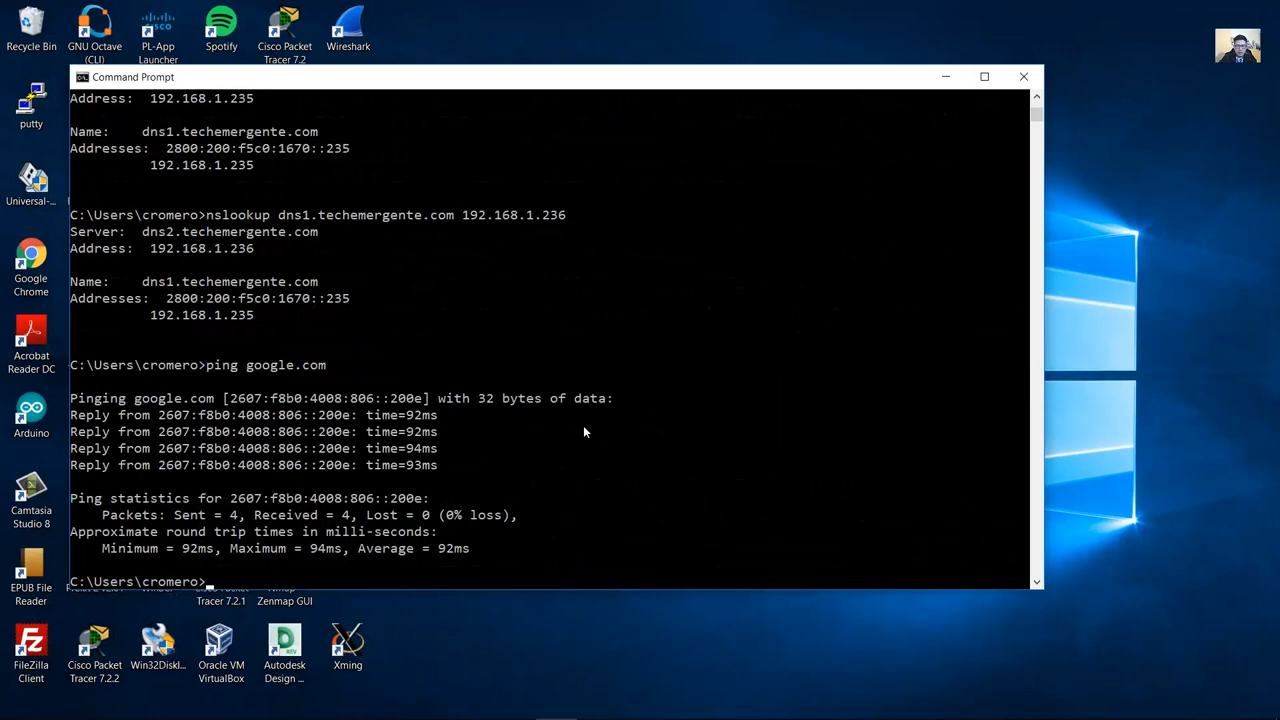 Recycle Bin
GNU Octave
(CLI)
PL-App
Launcher
Spotify
Cisco Packet
Tracer 7.2
Wireshark
putty
Universal-...
Google
Chrome
Acrobat
Reader DC
Arduino
Camtasia
Studio 8
EPUB File
Reader
Command Prompt
Address:  192.168.1.235
Name:    dns1.techemergente.com
Addresses:  2800:200:f5c0:1670::235
192.168.1.235
C:\Users\cromero>nslookup dns1.techemergente.com 192.168.1.236
Server:  dns2.techemergente.com
Address:  192.168.1.236
Name:    dns1.techemergente.com
Addresses:  2800:200:f5c0:1670::235
192.168.1.235
C:\Users\cromero>ping google.com
Pinging google.com [2607:f8b0:4008:806::200e] with 32 bytes of data:
Reply from 2607:f8b0:4008:806::200e: time=92ms
Reply from 2607:f8b0:4008:806::200e: time=92ms
Reply from 2607:f8b0:4008:806::200e: time=94ms
Reply from 2607:f8b0:4008:806::200e: time=93ms
Ping statistics for 2607:f8b0:4008:806::200e:
Packets: Sent = 4, Received = 4, Lost = 0 (0% loss),
Approximate round trip times in milli-seconds:
Minimum = 92ms, Maximum = 94ms, Average = 92ms
C:\Users\cromero>
Tracer 7.2.1
Zenmap GUI
FileZilla
Client
Cisco Packet
Tracer 7.2.2
Win32DiskI...
Oracle VM
VirtualBox
Autodesk
Design ...
Xming